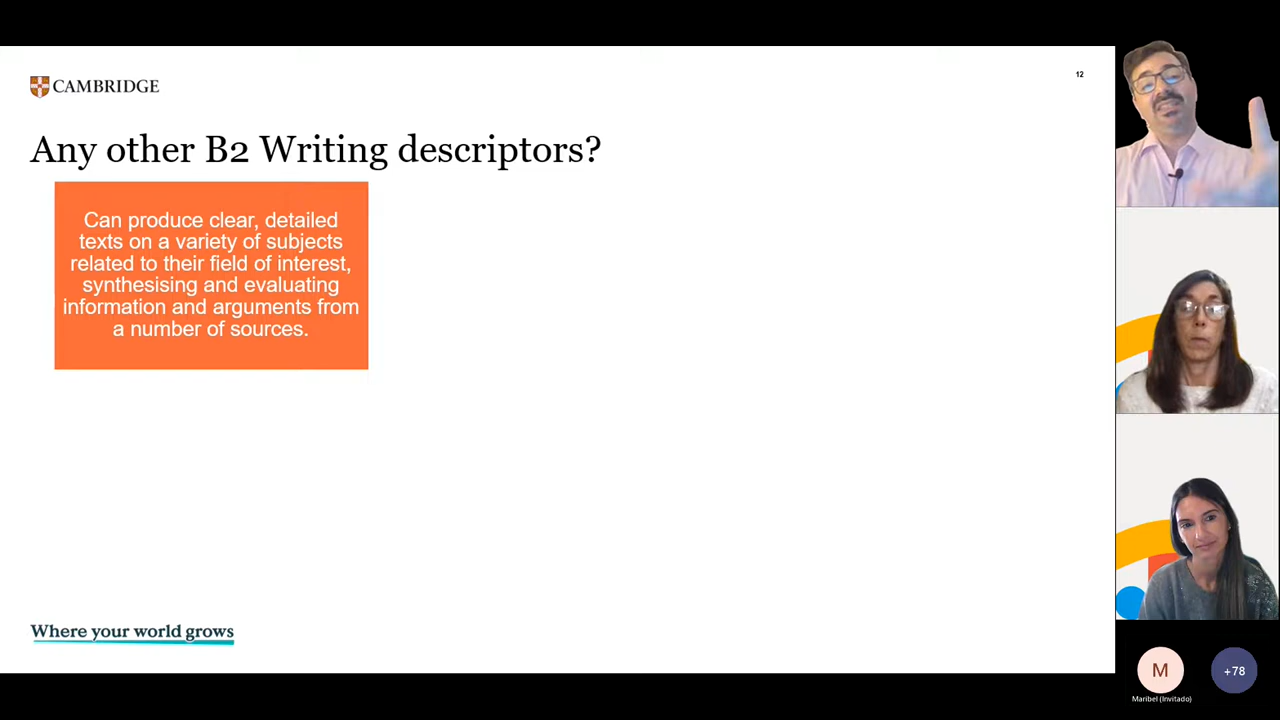 CAMBRIDGE
12
Any other B2 Writing descriptors?
Can produce clear, detailed
texts on a variety of subjects
related to their field of interest,
synthesising and evaluating
information and arguments from
a number of sources.
Where your world grows
M
+78
Maribel (Invitado)